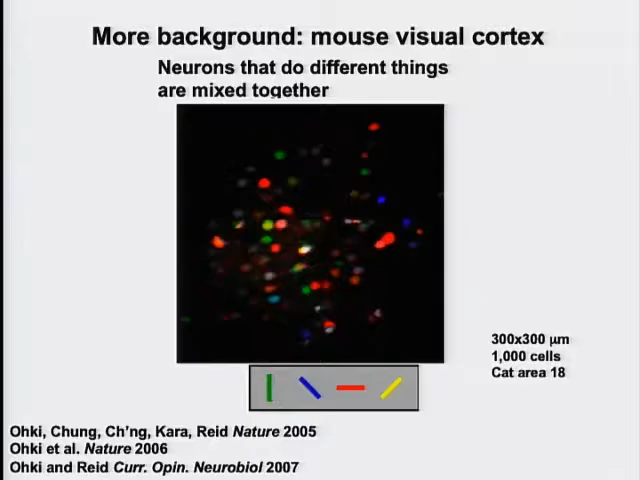 More background: mouse visual cortex
Neurons that do different things
are mixed together
300x300 µm
1,000 cells
Cat area 18
Ohki, Chung, Ch'ng, Kara, Reid Nature 2005
Ohki et al. Nature 2006
Ohki and Reid Curr. Opin. Neurobiol 2007